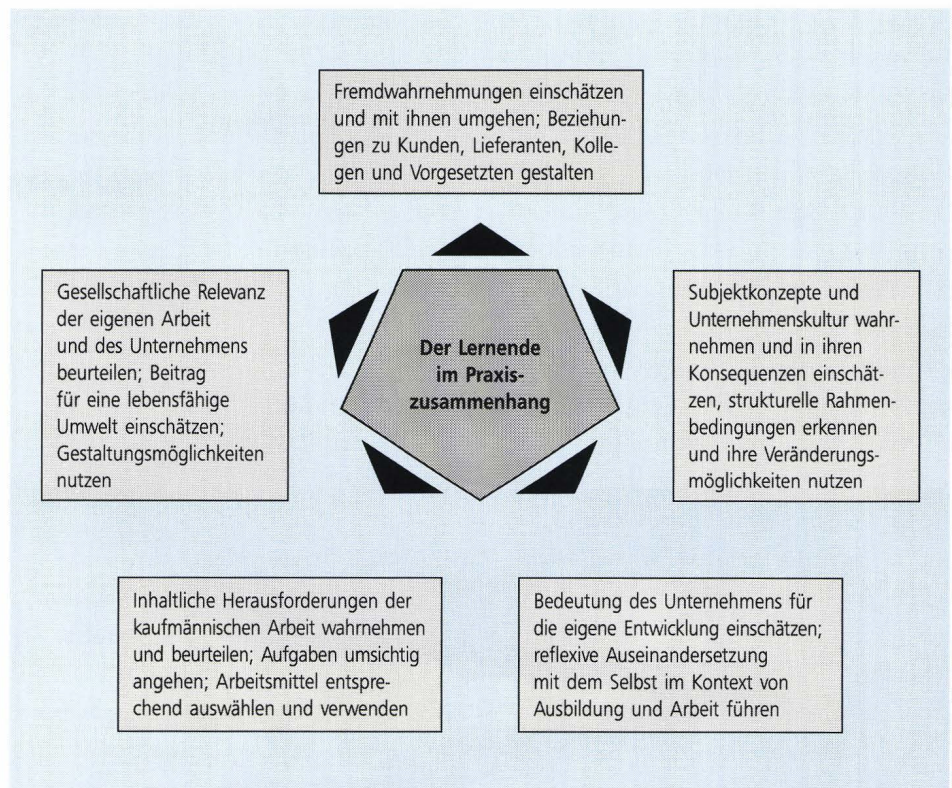 Fremdwahrnehmungen einschätzen
und mit ihnen umgehen; Beziehun-
gen zu Kunden, Lieferanten, Kolle-
gen und Vorgesetzten gestalten
Gesellschaftliche Relevanz
der eigenen Arbeit
und des Unternehmens
beurteilen; Beitrag
für eine lebensfähige
Umwelt einschätzen;
Gestaltungsmöglichkeiten
nutzen
Der Lernende
im Praxis-
zusammenhang
Subjektkonzepte und
Unternehmenskultur wahr-
nehmen und in ihren
Konsequenzen einschät-
zen, strukturelle Rahmen-
bedingungen erkennen
und ihre Veränderungs-
möglichkeiten nutzen
Inhaltliche Herausforderungen der
kaufmännischen Arbeit wahrnehmen
und beurteilen; Aufgaben umsichtig
angehen; Arbeitsmittel entspre-
chend auswählen und verwenden
Bedeutung des Unternehmens für
die eigene Entwicklung einschätzen;
reflexive Auseinandersetzung
mit dem Selbst im Kontext von
Ausbildung und Arbeit führen